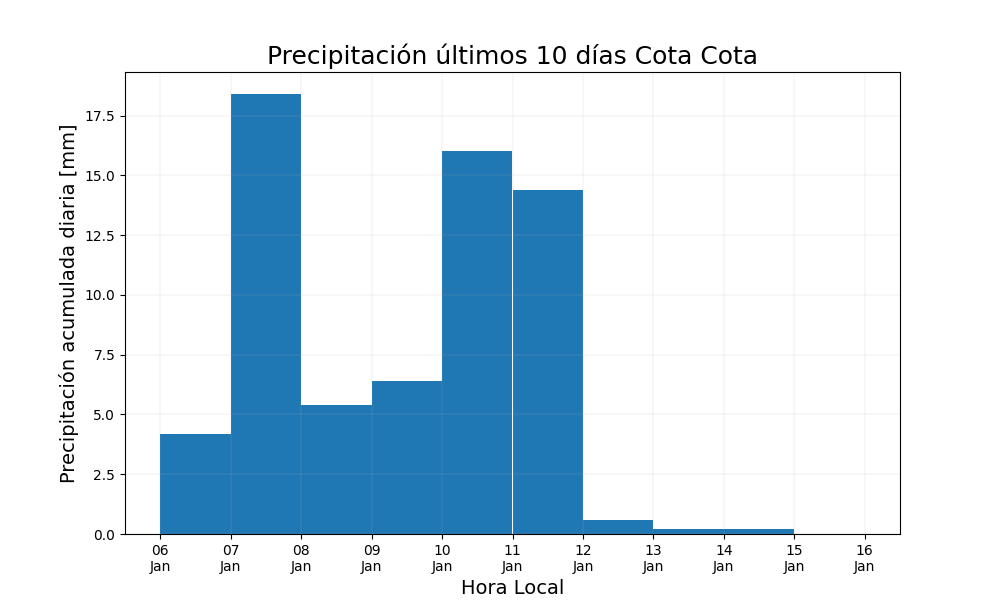 Precipitación últimos 10 días Cota Cota
Precipitación acumulada diaria [mm]
17.5
15.0
12.5
10.0
7.5
5.0
2.5
0.0
06 07 08 09 10 11 12 13 14 15 16
Jan Jan Jan Jan Jan Jan Jan Jan Jan Jan Jan
Hora Local